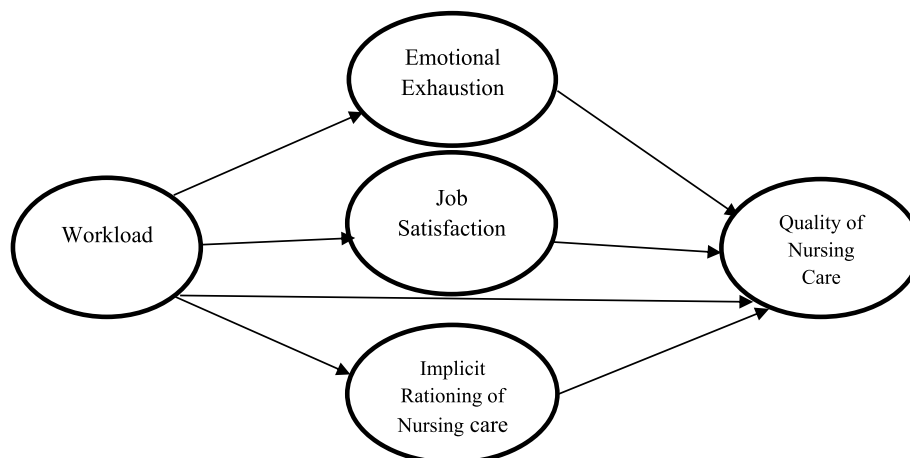 Emotional
Exhaustion
Job
Satisfaction
Workload
Quality of
Nursing
Care
Implicit
Rationing of
Nursing care